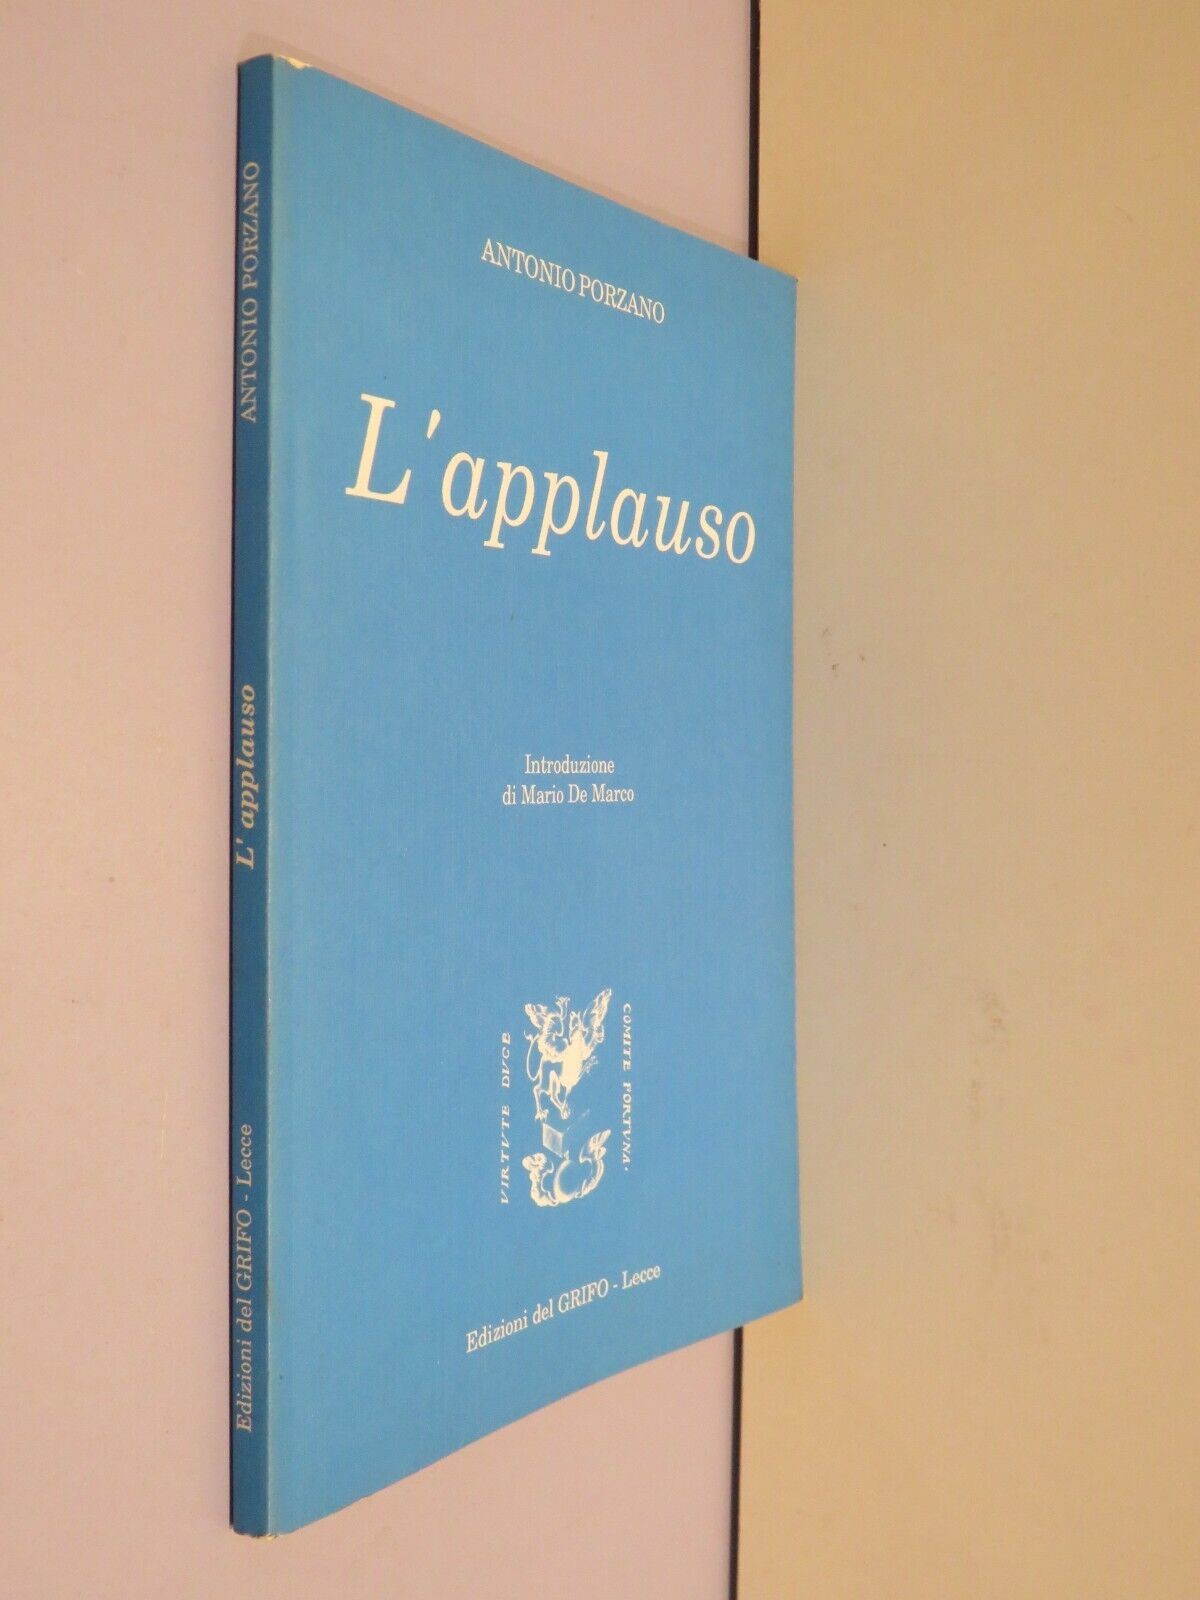 ANTONIO PORZANO
L'applauso
Introduzione
di Mario De Marco
VIRTVTE DVCE
COMITE FORTVNA.
Edizioni del GRIFO - Lecce
ANTONIO PORZANO
L' applauso
Edizioni del GRIFO - Lecce